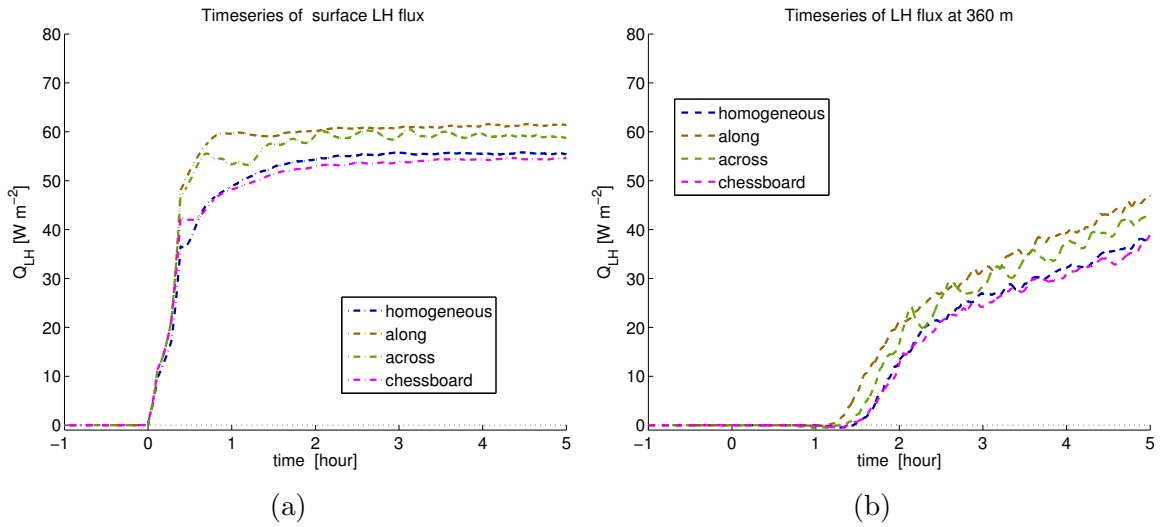 Timeseries of surface LH flux
80
70
60
50
40
30
20
10
0
Q_LH [W m^-2]
homogeneous
along
across
chessboard
-1 0 1 2 3 4 5
time [hour]
(a)
Timeseries of LH flux at 360 m
80
70
60
50
40
30
20
10
0
Q_LH [W m^-2]
homogeneous
along
across
chessboard
-1 0 1 2 3 4 5
time [hour]
(b)